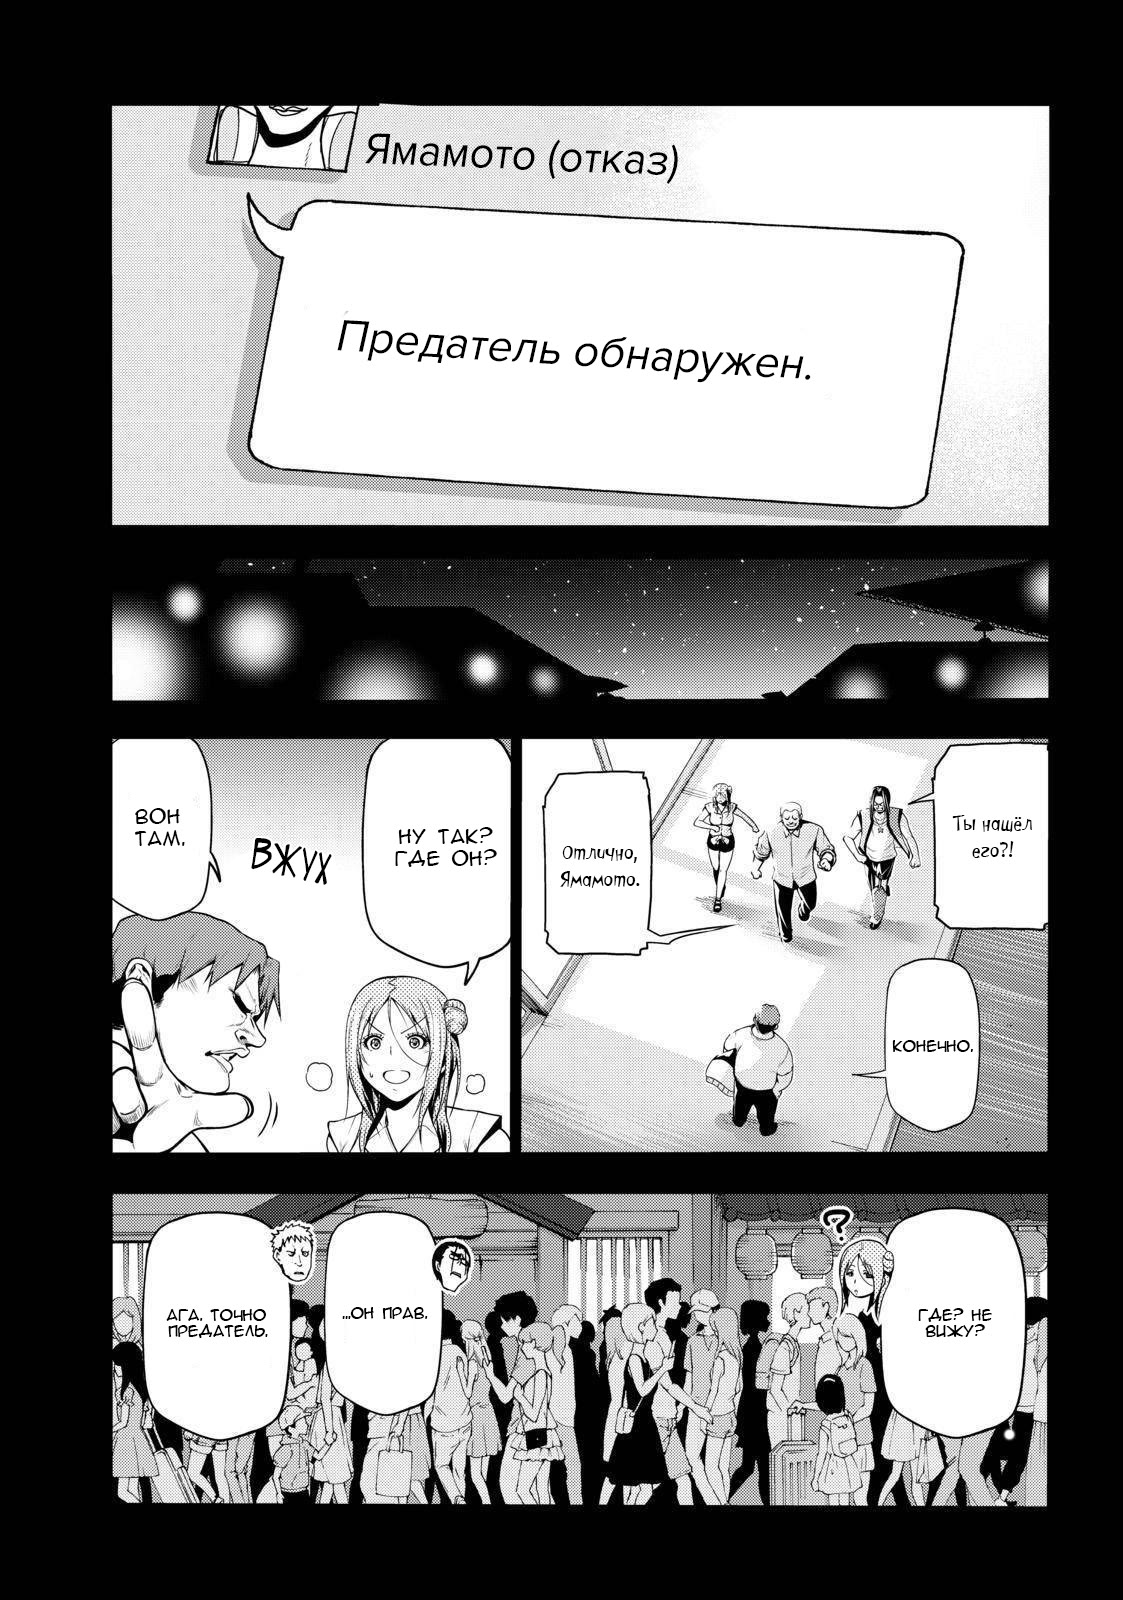 Ямамото (отказ)
Предатель обнаружен.
Ты нашёл
его?!
Отлично,
Ямамото.
КОНЕЧНО.
НУ ТАК?
ГДЕ ОН?
ВЖУХ
ВОН
ТАМ.
?
ГДЕ? НЕ
ВИЖУ?
...ОН ПРАВ.
АГА, ТОЧНО
ПРЕДАТЕЛЬ.